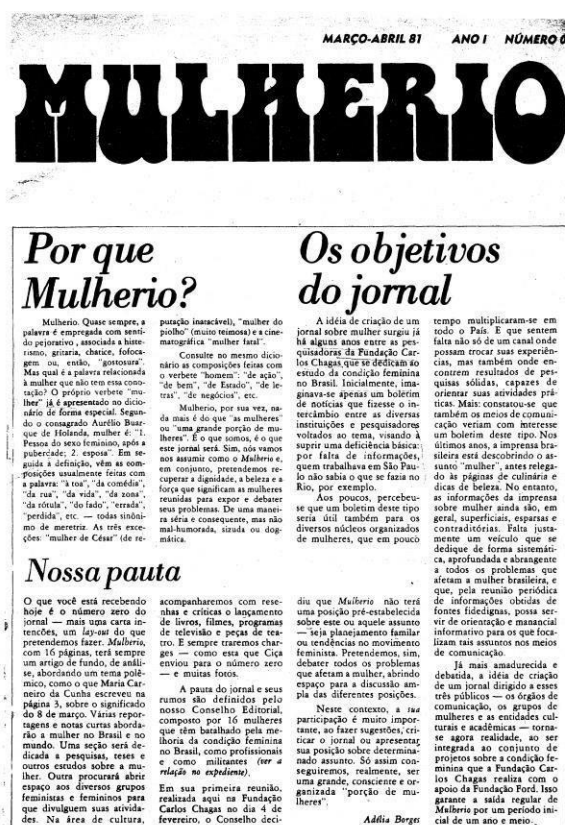 MARÇO-ABRIL 81 ANO I NÚMERO 0
MULHERIO
Por que
Mulherio?
Mulherio. Quase sempre, a
palavra é empregada com senti-
do pejorativo , associada a histe-
rismo, gritaria, chatice, fofoca-
gem ou, então, "gostosura".
Mas qual é a palavra relacionada
à mulher que não tem essa cono-
tação? O próprio verbete "mu-
lher" já é apresentado no dicio-
nário de forma especial. Segun-
do o consagrado Aurélio Buar-
que de Holanda, mulher é: "1.
Pessoa do sexo feminino, após a
puberdade; 2. esposa". Em se-
guida à definição, vêm as com-
posições usualmente feitas com
a palavra: "à toa", "da comédia",
"da rua", "da vida", "da zona",
"da rótula", "do fado", "errada",
"perdida", etc. — todas sinôni-
mo de meretriz. As três exce-
ções: "mulher de César" (de re-
putação inatacável), "mulher do
piolho" (muito teimosa) e a cine-
matográfica "mulher fatal".
Consulte no mesmo dicio-
nário as composições feitas com
o verbete "homem": "de ação",
"de bem", "de Estado", "de le-
tras", "de negócios", etc.
Mulherio, por sua vez, na-
da mais é do que "as mulheres"
ou "uma grande porção de mu-
lheres". É o que somos, é o que
este jornal será. Sim, nós vamos
nos assumir como o Mulherio e,
em conjunto, pretendemos re-
cuperar a dignidade, a beleza e a
força que significam as mulheres
reunidas para expor e debater
seus problemas. De uma manei-
ra séria e consequente, mas não
mal-humorada, sizuda ou dog-
mática.
Os objetivos
do jornal
A idéia de criação de um
jornal sobre mulher surgiu já
há alguns anos entre as pes-
quisadoras da Fundação Car-
los Chagas, que se dedicam ao
estudo da condição feminina
no Brasil. Inicialmente, ima-
ginava-se apenas um boletim
de notícias que fizesse o in-
tercâmbio entre as diversas
instituições e pesquisadores
voltados ao tema, visando à
suprir uma deficiência básica:
por falta de informações,
quem trabalhava em São Pau-
lo não sabia o que se fazia no
Rio, por exemplo.
Aos poucos, percebeu-
se que um boletim deste tipo
seria útil também para os
diversos núcleos organizados
de mulheres, que em pouco
tempo multiplicaram-se em
todo o País. E que sentem
falta não só de um canal onde
possam trocar suas experiên-
cias, mas também onde en-
contrem resultados de pes-
quisas sólidas, capazes de
orientar suas atividades prá-
ticas. Mais: constatou-se que
também os meios de comuni-
cação veriam com interesse
um boletim deste tipo. Nos
últimos anos, a imprensa bra-
sileira está descobrindo o as-
sunto "mulher", antes relega-
do às páginas de culinária e
dicas de beleza. No entanto,
as informações da imprensa
sobre mulher ainda são, em
geral, superficiais, esparsas e
contraditórias. Falta justa-
mente um veículo que se
dedique de forma sistemáti-
ca, aprofundada e abrangente
a todos os problemas que
afetam a mulher brasileira, e
que, pela reunião periódica
de informações obtidas de
fontes fidedignas, possa ser-
vir de orientação e manancial
informativo para os que foca-
lizam tais assuntos nos meios
de comunicação.
Já mais amadurecida e
debatida, a idéia de criação
de um jornal dirigido a esses
três públicos — os órgãos de
comunicação, os grupos de
mulheres e as entidades cul-
turais e acadêmicas — torna-
se agora realidade, ao ser
integrada ao conjunto de
projetos sobre a condição fe-
minina que a Fundação Car-
los Chagas realiza com o
apoio da Fundação Ford. Isso
garante a saída regular de
Mulherio por um período ini-
cial de um ano e meio.
Nossa pauta
O que você está recebendo
hoje é o número zero do
jornal — mais uma carta in-
tenções, um lay-out do que
pretendemos fazer. Mulherio,
com 16 páginas, terá sempre
um artigo de fundo, de análi-
se, abordando um tema polê-
mico, como o que Maria Car-
neiro da Cunha escreveu na
página 3, sobre o significado
do 8 de março. Várias repor-
tagens e notas curtas aborda-
rão a mulher no Brasil e no
mundo. Uma seção será de-
dicada a pesquisas, teses e
outros estudos sobre a mu-
lher. Outra procurará abrir
espaço aos diversos grupos
feministas e femininos para
que divulguem suas ativida-
des. Na área de cultura,
acompanharemos com rese-
nhas e críticas o lançamento
de livros, filmes, programas
de televisão e peças de tea-
tro. E sempre traremos char-
ges — como esta que Ciça
enviou para o número zero
— e muitas fotos.
A pauta do jornal e seus
rumos são definidos pelo
nosso Conselho Editorial,
composto por 16 mulheres
que têm batalhado pela me-
lhoria da condição feminina
no Brasil, como profissionais
e como militantes (ver a
relação no expediente).
Em sua primeira reunião,
realizada aqui na Fundação
Carlos Chagas no dia 4 de
fevereiro, o Conselho deci-
diu que Mulherio não terá
uma posição pré-estabelecida
sobre este ou aquele assunto
— seja planejamento familar
ou tendências no movimento
feminista. Pretendemos, sim,
debater todos os problemas
que afetam a mulher, abrindo
espaço para a discussão am-
pla das diferentes posições.
Neste contexto, a sua
participação é muito impor-
tante, ao fazer sugestões, cri-
ticar o jornal ou apresentar
sua posição sobre determina-
nado assunto. Só assim con-
seguiremos, realmente, ser
uma grande, consciente e or-
ganizada "porção de mu-
lheres".
Adélia Borges